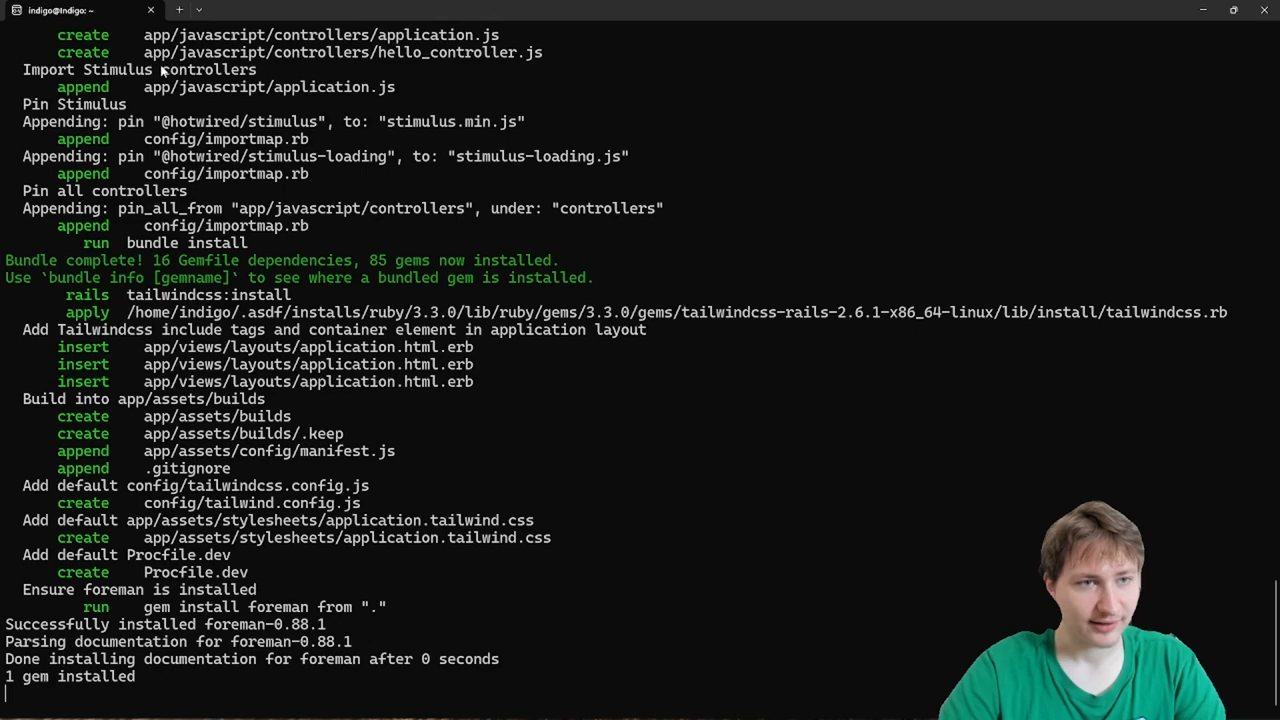 indigo@Indigo: ~
create app/javascript/controllers/application.js
create app/javascript/controllers/hello_controller.js
Import Stimulus controllers
append app/javascript/application.js
Pin Stimulus
Appending: pin "@hotwired/stimulus", to: "stimulus.min.js"
append config/importmap.rb
Appending: pin "@hotwired/stimulus-loading", to: "stimulus-loading.js"
append config/importmap.rb
Pin all controllers
Appending: pin_all_from "app/javascript/controllers", under: "controllers"
append config/importmap.rb
run bundle install
Bundle complete! 16 Gemfile dependencies, 85 gems now installed.
Use `bundle info [gemname]` to see where a bundled gem is installed.
rails tailwindcss:install
apply /home/indigo/.asdf/installs/ruby/3.3.0/lib/ruby/gems/3.3.0/gems/tailwindcss-rails-2.6.1-x86_64-linux/lib/install/tailwindcss.rb
Add Tailwindcss include tags and container element in application layout
insert app/views/layouts/application.html.erb
insert app/views/layouts/application.html.erb
insert app/views/layouts/application.html.erb
Build into app/assets/builds
create app/assets/builds
create app/assets/builds/.keep
append app/assets/config/manifest.js
append .gitignore
Add default config/tailwindcss.config.js
create config/tailwind.config.js
Add default app/assets/stylesheets/application.tailwind.css
create app/assets/stylesheets/application.tailwind.css
Add default Procfile.dev
create Procfile.dev
Ensure foreman is installed
run gem install foreman from "."
Successfully installed foreman-0.88.1
Parsing documentation for foreman-0.88.1
Done installing documentation for foreman after 0 seconds
1 gem installed